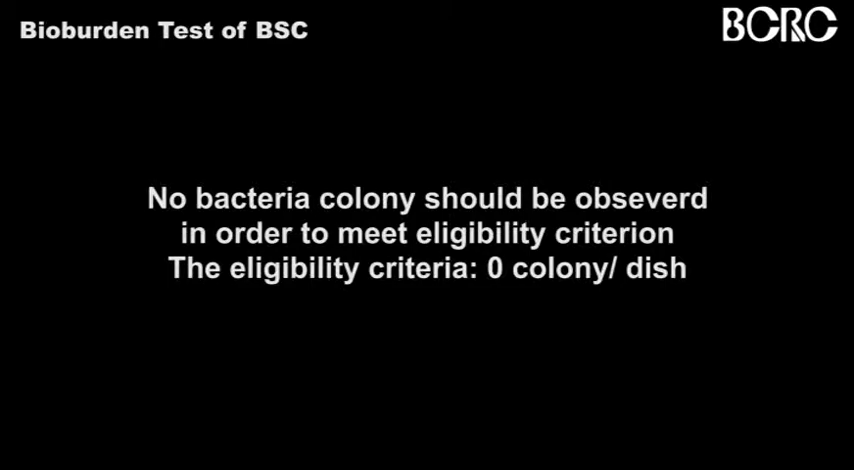 Bioburden Test of BSC
BCRC
No bacteria colony should be obseverd
in order to meet eligibility criterion
The eligibility criteria: 0 colony/ dish